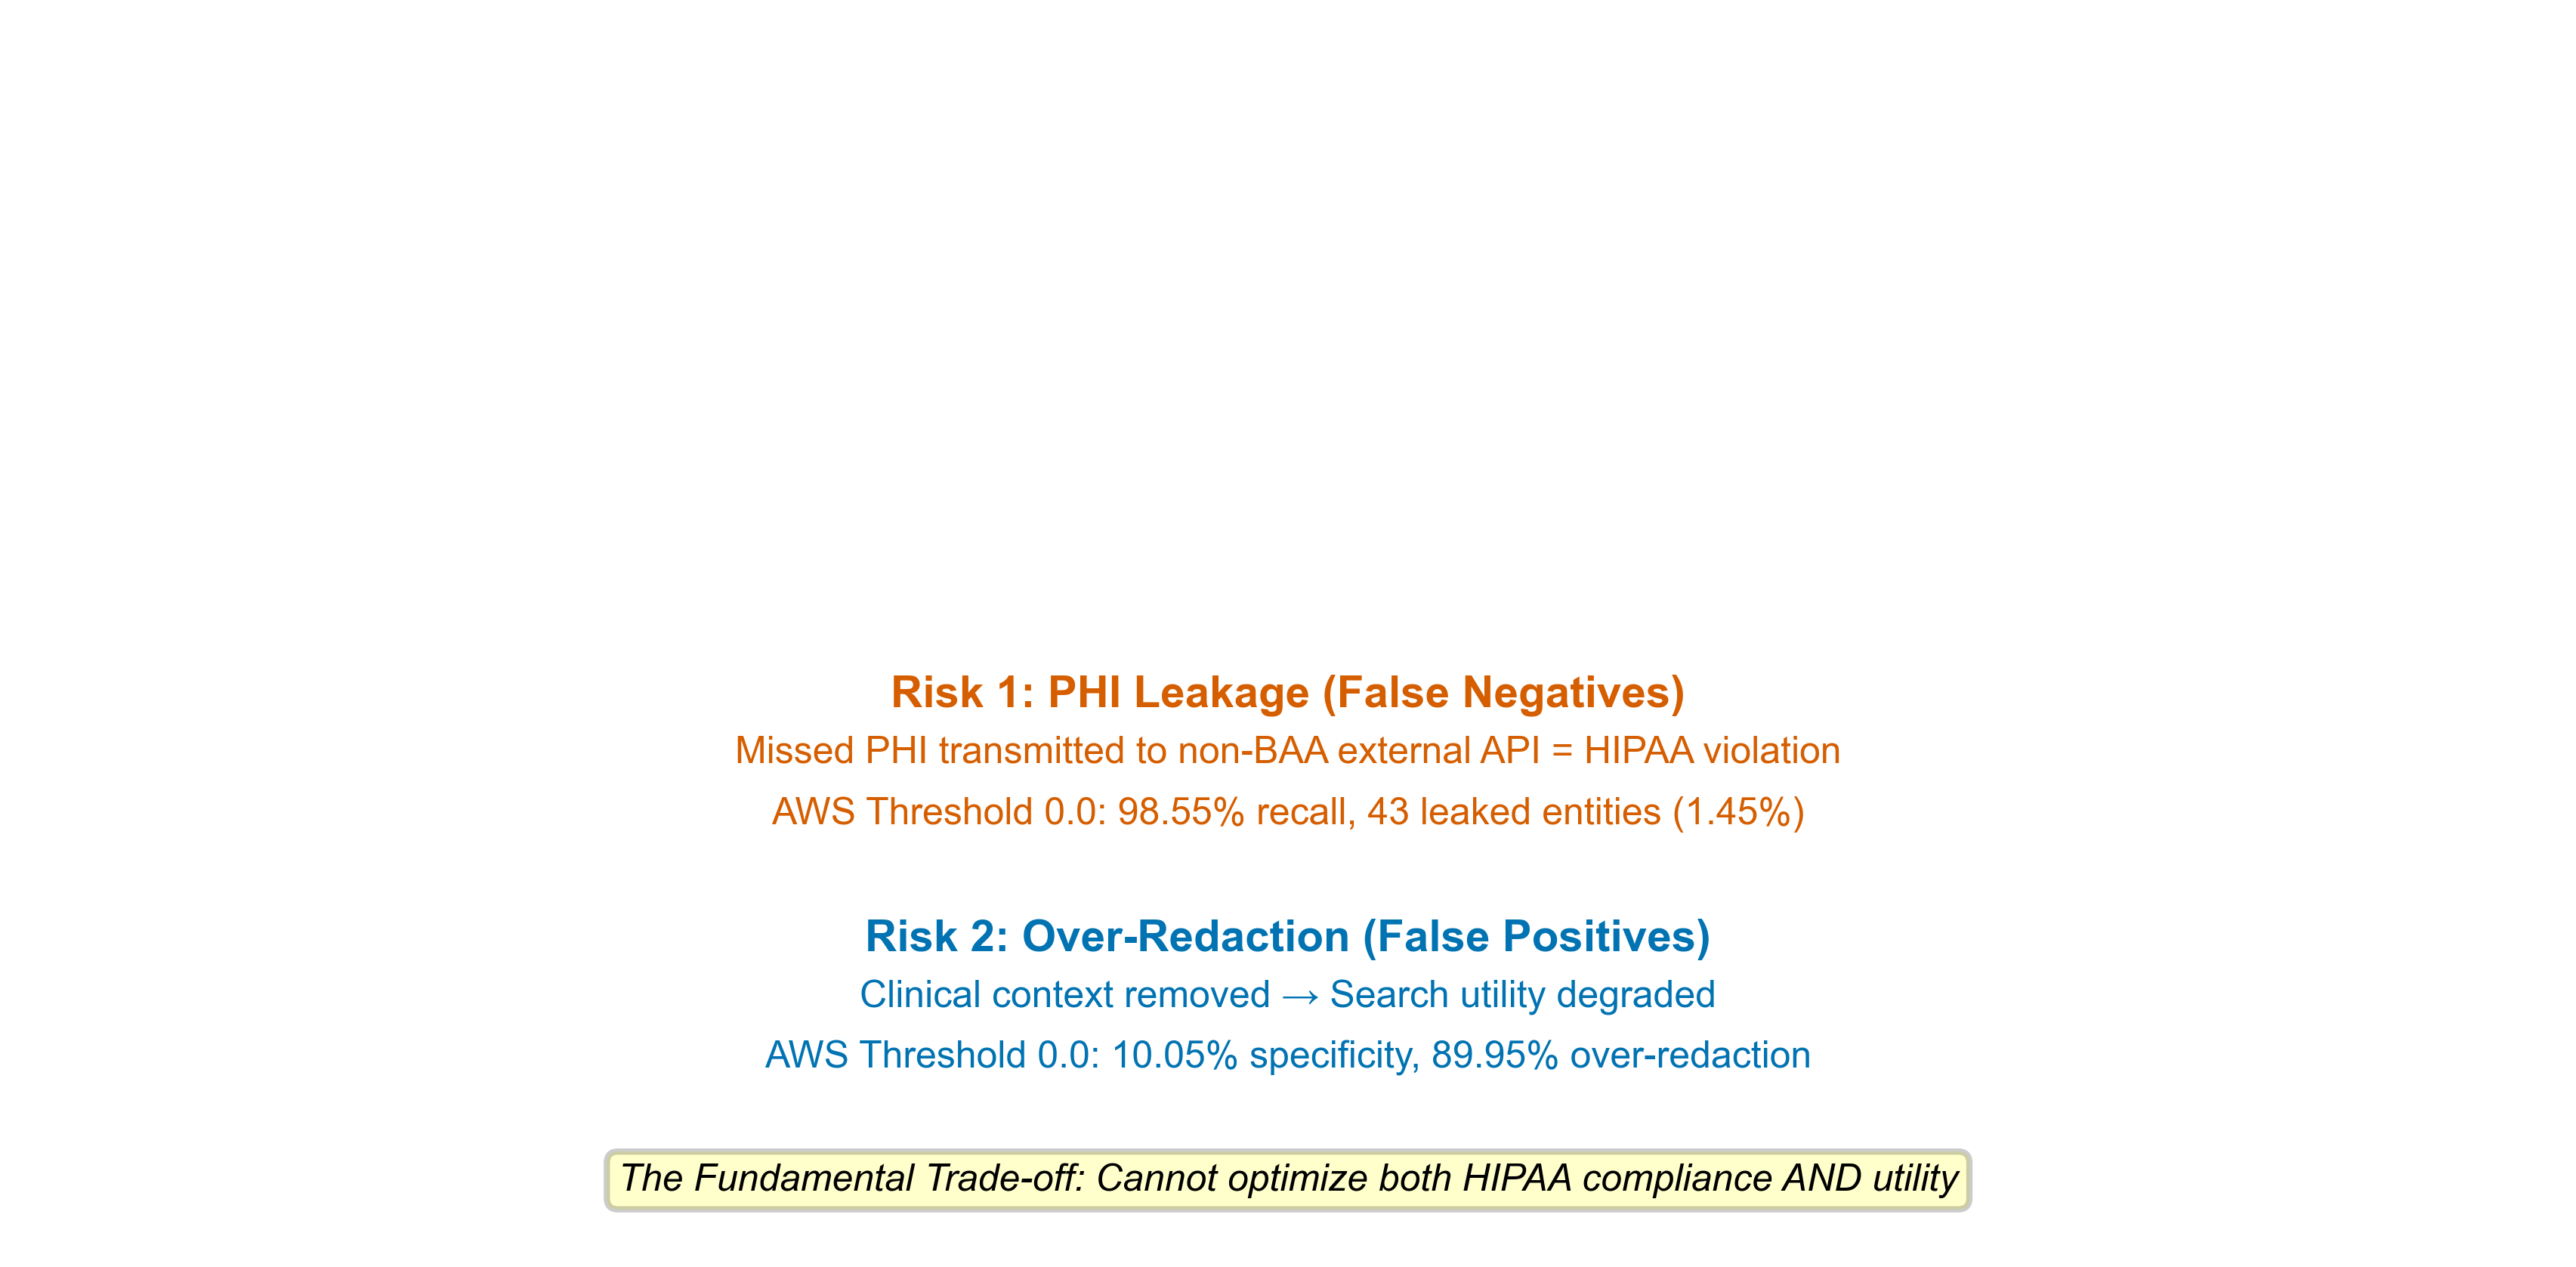 Risk 1: PHI Leakage (False Negatives)
Missed PHI transmitted to non-BAA external API = HIPAA violation
AWS Threshold 0.0: 98.55% recall, 43 leaked entities (1.45%)
Risk 2: Over-Redaction (False Positives)
Clinical context removed → Search utility degraded
AWS Threshold 0.0: 10.05% specificity, 89.95% over-redaction
The Fundamental Trade-off: Cannot optimize both HIPAA compliance AND utility